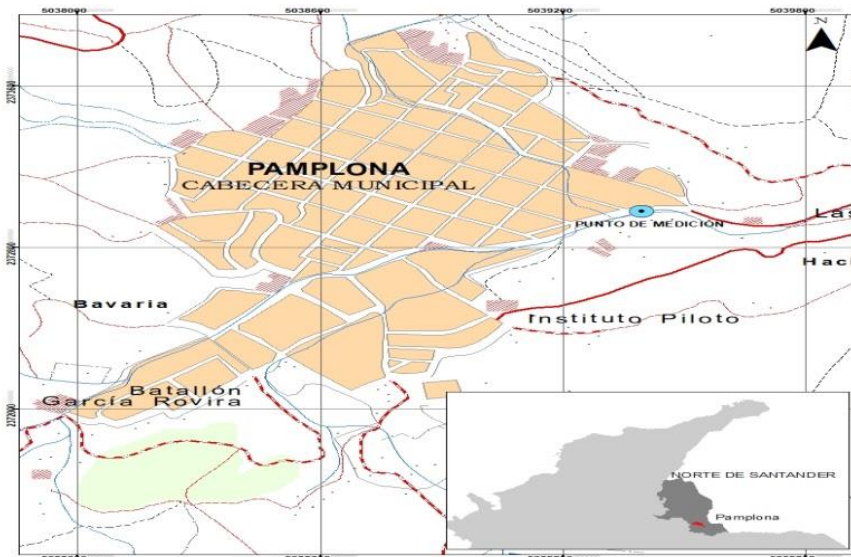 5038000 5038600 5039200 5039800
Z
PAMPLONA
CABECERA MUNICIPAL
PUNTO DE MEDICIÓN
Las
Haci
Bavaria
Instituto Piloto
Batallón
García Rovira
NORTE DE SANTANDER
Pamplona